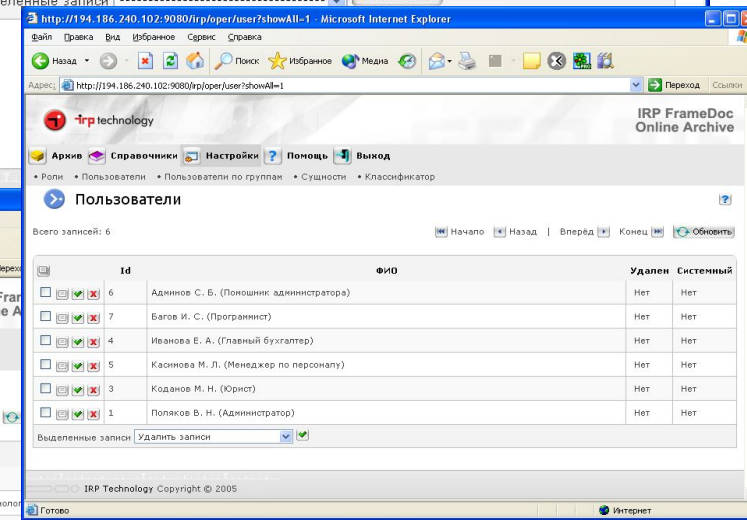 еленные записи
http://194.186.240.102:9080/irp/oper/user?showAll=1 - Microsoft Internet Explorer
Файл Правка Вид Избранное Сервис Справка
Назад Поиск Избранное Медиа
Адрес: http://194.186.240.102:9080/irp/oper/user?showAll=1 Переход Ссылки
irp technology
IRP FrameDoc
Online Archive
Архив Справочники Настройки ? Помощь Выход
• Роли • Пользователи • Пользователи по группам • Сущности • Классификатор
Пользователи ?
Всего записей: 6 Начало Назад | Вперёд Конец Обновить
Id ФИО Удален Системный
6 Админов С. Б. (Помошник администратора) Нет Нет
7 Багов И. С. (Программист) Нет Нет
4 Иванова Е. А. (Главный бухгалтер) Нет Нет
5 Касимова М. Л. (Менеджер по персоналу) Нет Нет
3 Коданов М. Н. (Юрист) Нет Нет
1 Поляков В. Н. (Администратор) Нет Нет
Выделенные записи Удалить записи
IRP Technology Copyright © 2005
Готово Интернет